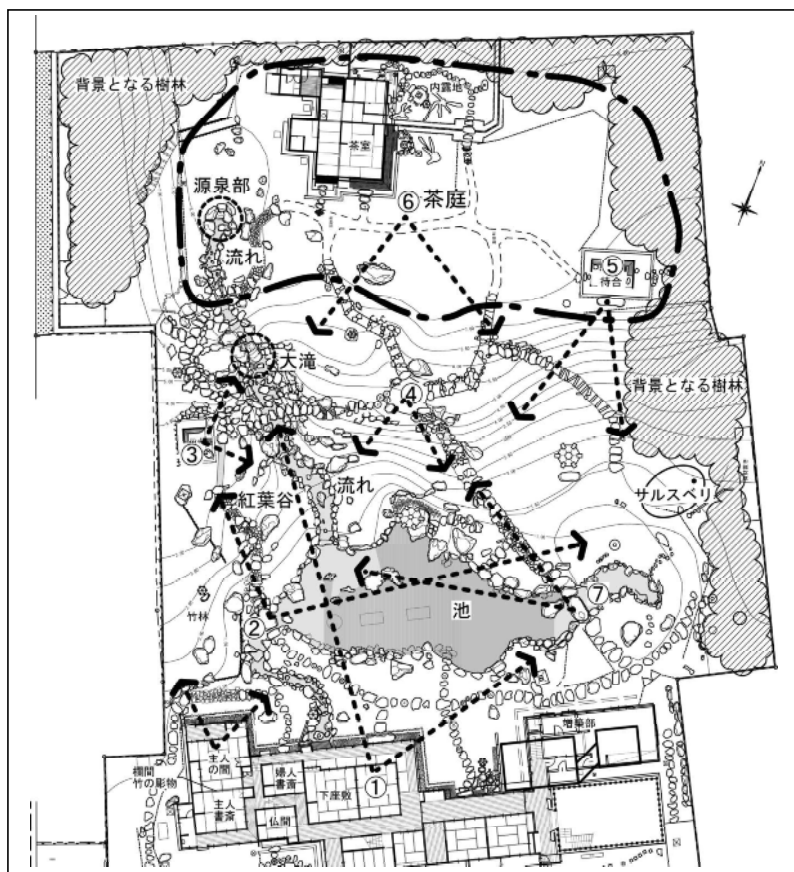 背景となる樹林
内露地
茶室
源泉部
⑥茶庭
流れ
⑤
待合
大滝
背景となる樹林
④
③
流れ
紅葉谷
サルスベリ
⑦
池
②
竹林
増築部
主人
の間
欄間
竹の彫物
婦人
書斎
下座敷
①
主人
書斎
仏間